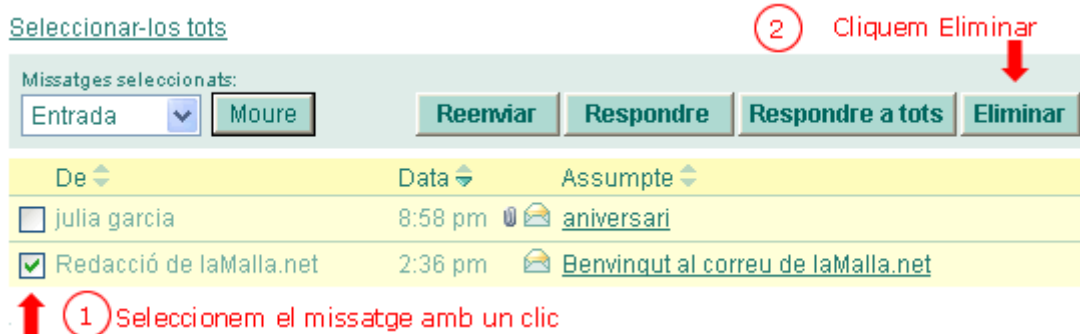 Seleccionar-los tots
2 Cliquem Eliminar
Missatges seleccionats:
Entrada Moure Reenviar Respondre Respondre a tots Eliminar
De Data Assumpte
julia garcia 8:58 pm aniversari
Redacció de laMalla.net 2:36 pm Benvingut al correu de laMalla.net
1 Seleccionem el missatge amb un clic